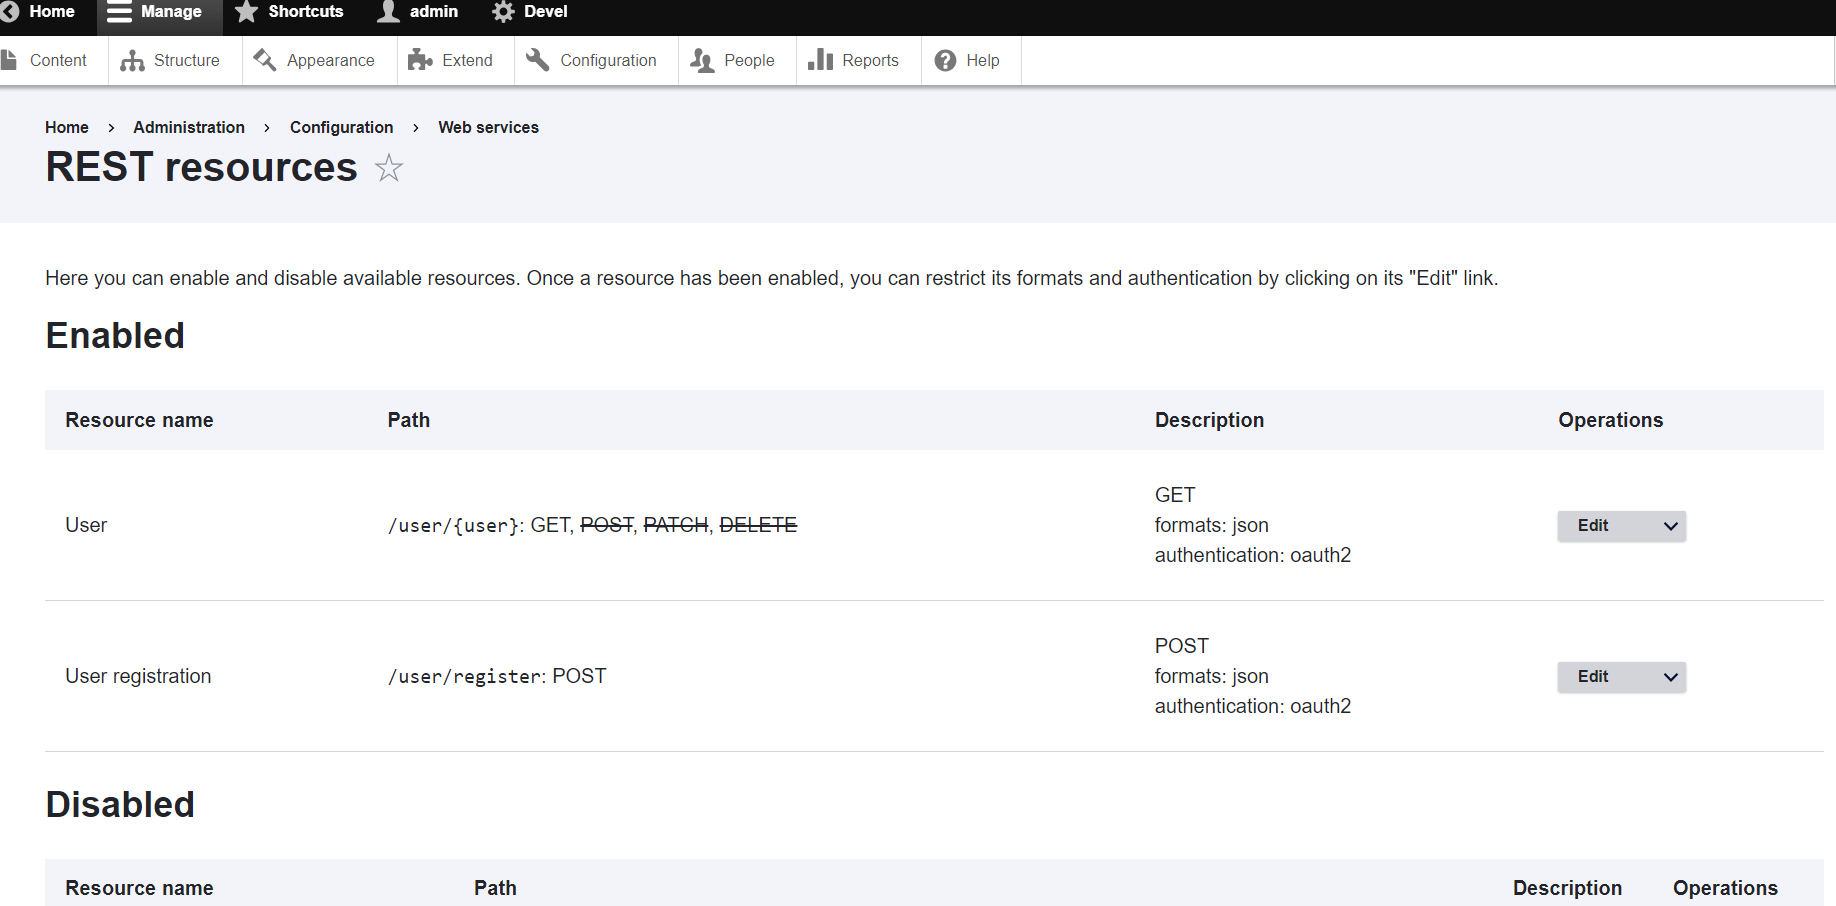 Home Manage Shortcuts admin Devel
Content Structure Appearance Extend Configuration People Reports Help
Home › Administration › Configuration › Web services
REST resources
Here you can enable and disable available resources. Once a resource has been enabled, you can restrict its formats and authentication by clicking on its "Edit" link.
Enabled
Resource name Path Description Operations
GET
User /user/{user}: GET, POST, PATCH, DELETE formats: json Edit
authentication: oauth2
POST
User registration /user/register: POST formats: json Edit
authentication: oauth2
Disabled
Resource name Path Description Operations